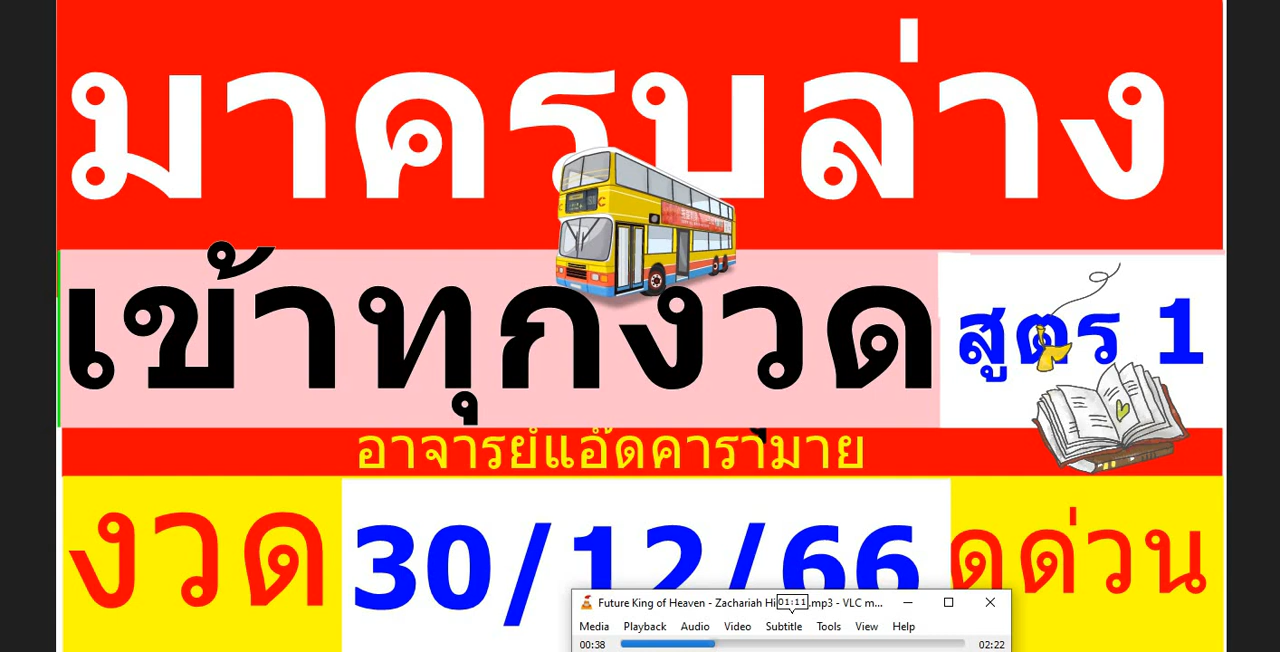 มาครบล่าง
เข้าทุกงวด
สูตร 1
อาจารย์แอ๊ดคารามาย
งวด 30/12/66 ดด่วน
Future King of Heaven - Zachariah Hi .mp3 - VLC m...
01:11
Media Playback Audio Video Subtitle Tools View Help
00:38 02:22